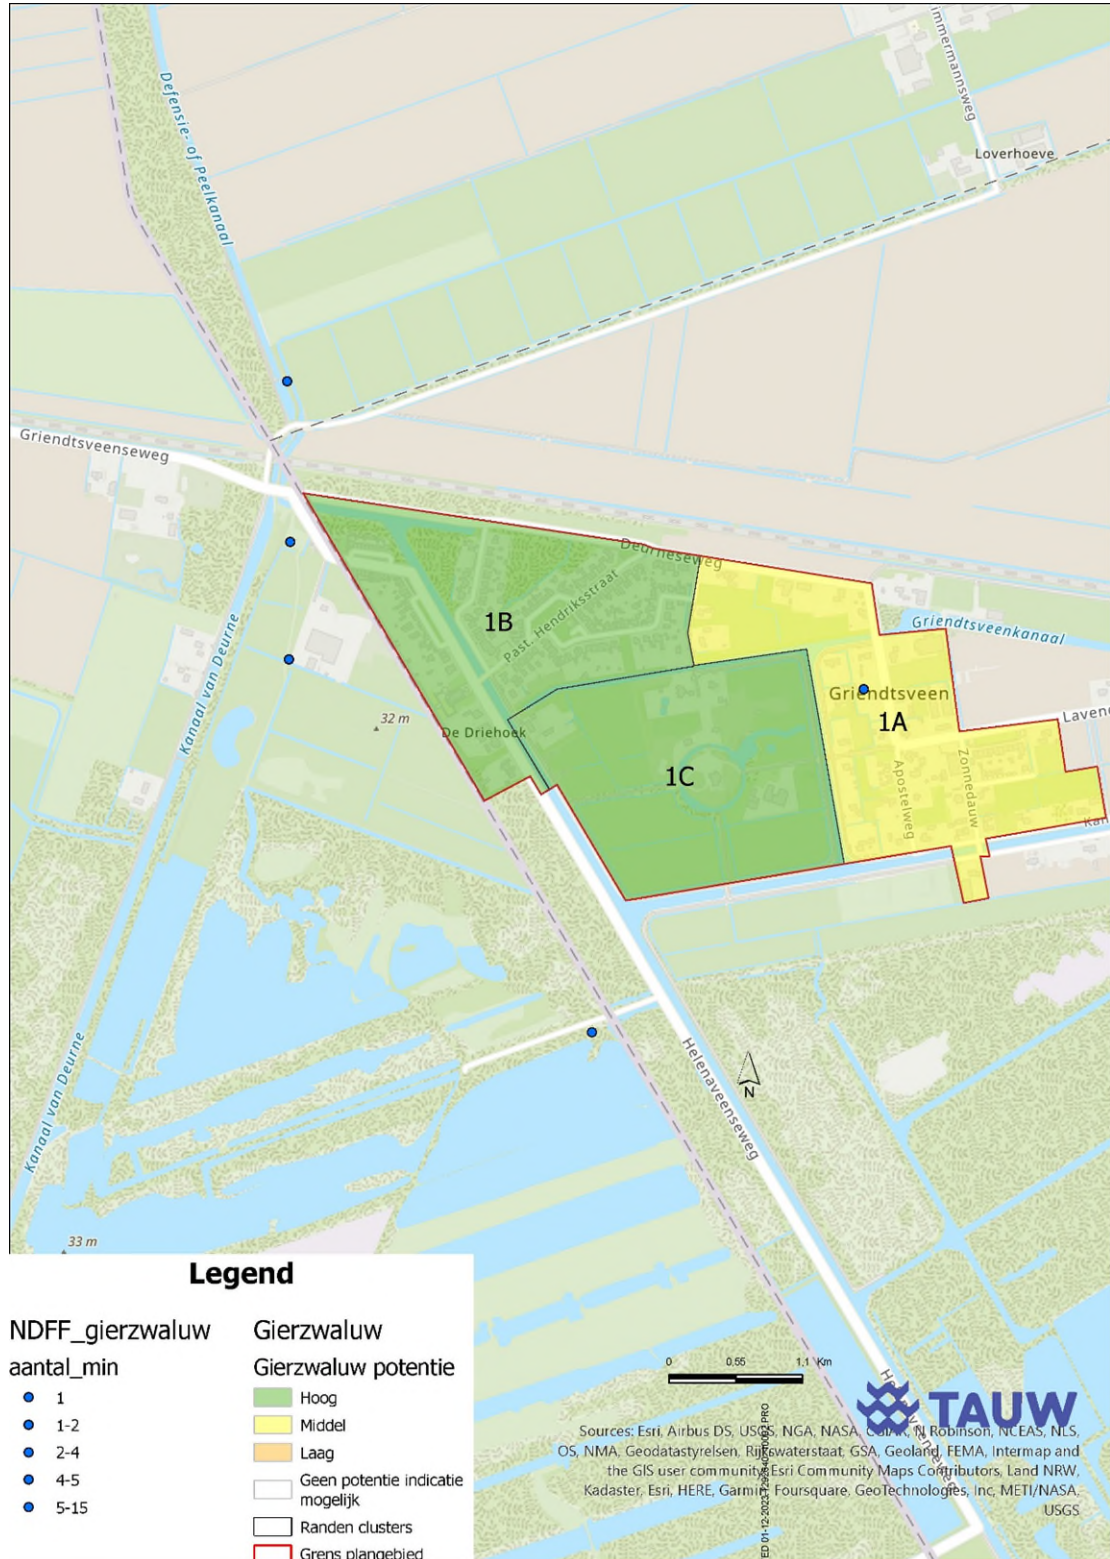 immermannsweg
Defensie- of Peelkanaal
Loverhoeve
Griendtsveenseweg
Deurneseweg
Griendtsveenkanaal
1B
Past. Hendriksstraat
Kanaal van Deurne
32 m
De Driehoek
Griendtsveen
1A
Lavend
1C
Zonnedauw
Apostelweg
Kan
Kanaal van Deurne
Helenaveenseweg
N
33 m
Legend
NDFF_gierzwaluw
aantal_min
1
1-2
2-4
4-5
5-15
Gierzwaluw
Gierzwaluw potentie
Hoog
Middel
Laag
Geen potentie indicatie
mogelijk
Randen clusters
Grens plangebied
0 0.55 1.1 Km
TAUW
Sources: Esri, Airbus DS, USGS, NGA, NASA, CGIAR, N Robinson, NCEAS, NLS,
OS, NMA, Geodatastyrelsen, Rijkswaterstaat, GSA, Geoland, FEMA, Intermap and
the GIS user community, Esri Community Maps Contributors, Land NRW,
Kadaster, Esri, HERE, Garmin, Foursquare, GeoTechnologies, Inc, METI/NASA,
USGS